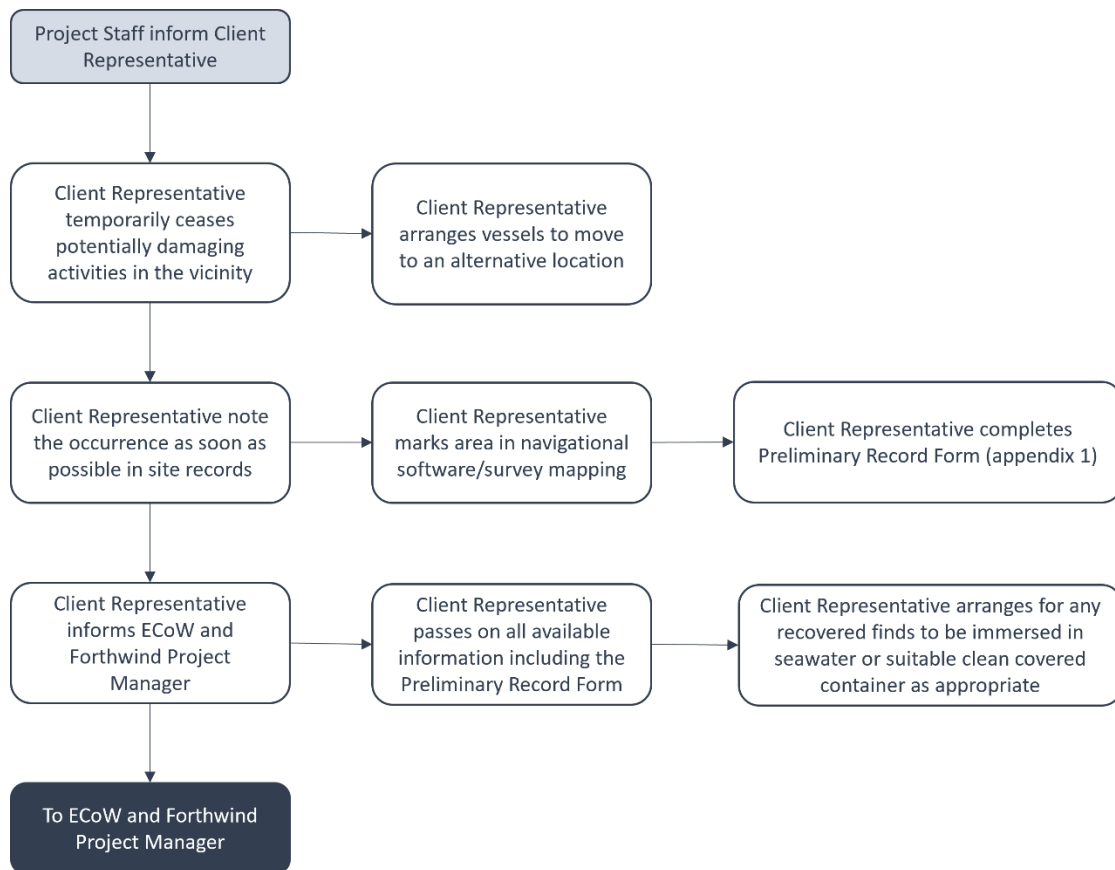 Project Staff inform Client
Representative
Client Representative
temporarily ceases
potentially damaging
activities in the vicinity
Client Representative
arranges vessels to move
to an alternative location
Client Representative note
the occurrence as soon as
possible in site records
Client Representative
marks area in navigational
software/survey mapping
Client Representative completes
Preliminary Record Form (appendix 1)
Client Representative
informs ECoW and
Forthwind Project
Manager
Client Representative
passes on all available
information including the
Preliminary Record Form
Client Representative arranges for any
recovered finds to be immersed in
seawater or suitable clean covered
container as appropriate
To ECoW and Forthwind
Project Manager